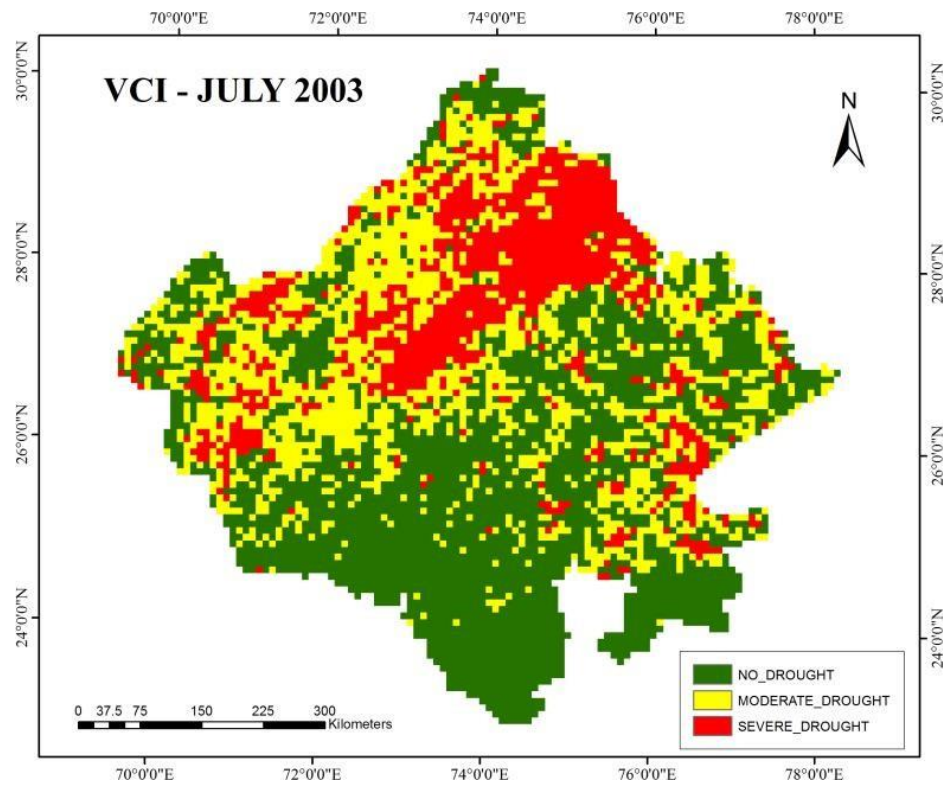 70°0'0"E 72°0'0"E 74°0'0"E 76°0'0"E 78°0'0"E
VCI - JULY 2003
N
30°0'0"N
28°0'0"N
26°0'0"N
24°0'0"N
30°0'0"N
28°0'0"N
26°0'0"N
24°0'0"N
NO_DROUGHT
MODERATE_DROUGHT
SEVERE_DROUGHT
0 37.5 75 150 225 300
Kilometers
70°0'0"E 72°0'0"E 74°0'0"E 76°0'0"E 78°0'0"E